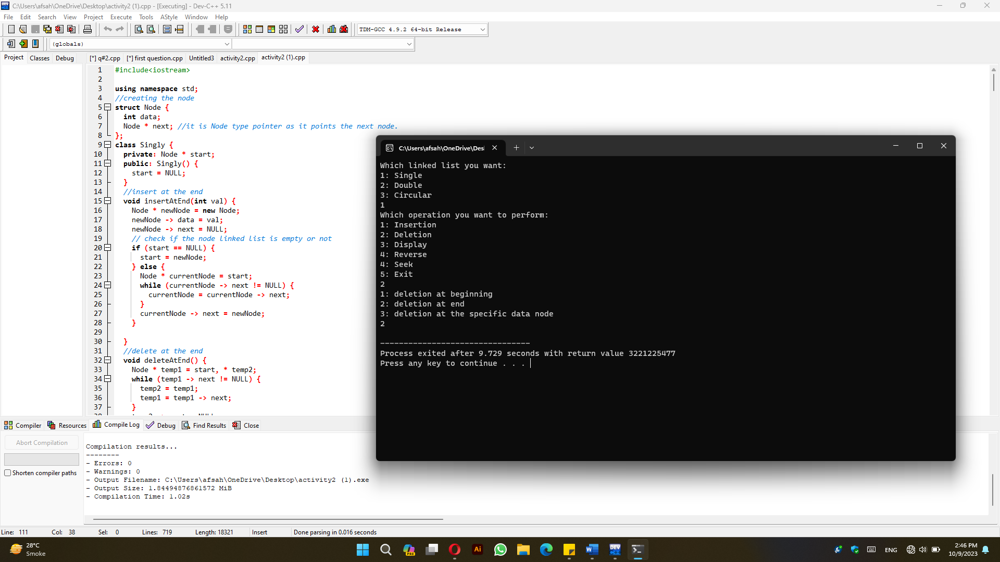 C:\Users\afsah\OneDrive\Desktop\activity2 (1).cpp - [Executing] - Dev-C++ 5.11
File Edit Search View Project Execute Tools AStyle Window Help
TDM-GCC 4.9.2 64-bit Release
(globals)
Project Classes Debug
[*] q#2.cpp [*] first question.cpp Untitled3 activity2.cpp activity2 (1).cpp
1 #include<iostream>
2
3 using namespace std;
4 //creating the node
5 struct Node {
6 int data;
7 Node * next; //it is Node type pointer as it points the next node.
8 };
9 class Singly {
10 private: Node * start;
11 public: Singly() {
12 start = NULL;
13 }
14 //insert at the end
15 void insertAtEnd(int val) {
16 Node * newNode = new Node;
17 newNode -> data = val;
18 newNode -> next = NULL;
19 // check if the node linked list is empty or not
20 if (start == NULL) {
21 start = newNode;
22 } else {
23 Node * currentNode = start;
24 while (currentNode -> next != NULL) {
25 currentNode = currentNode -> next;
26 }
27 currentNode -> next = newNode;
28 }
29
30 }
31 //delete at the end
32 void deleteAtEnd() {
33 Node * temp1 = start, * temp2;
34 while (temp1 -> next != NULL) {
35 temp2 = temp1;
36 temp1 = temp1 -> next;
37 }
C:\Users\afsah\OneDrive\Des
Which linked list you want:
1: Single
2: Double
3: Circular
1
Which operation you want to perform:
1: Insertion
2: Deletion
3: Display
4: Reverse
4: Seek
5: Exit
2
1: deletion at beginning
2: deletion at end
3: deletion at the specific data node
2
--------------------------------
Process exited after 9.729 seconds with return value 3221225477
Press any key to continue . . .
Compiler Resources Compile Log Debug Find Results Close
Abort Compilation
Shorten compiler paths
Compilation results...
--------
- Errors: 0
- Warnings: 0
- Output Filename: C:\Users\afsah\OneDrive\Desktop\activity2 (1).exe
- Output Size: 1.84494876861572 MiB
- Compilation Time: 1.02s
Line: 111 Col: 38 Sel: 0 Lines: 719 Length: 18321 Insert Done parsing in 0.016 seconds
28°C
Smoke
PRE
Ai
W
DEV
ENG
2:46 PM
10/9/2023